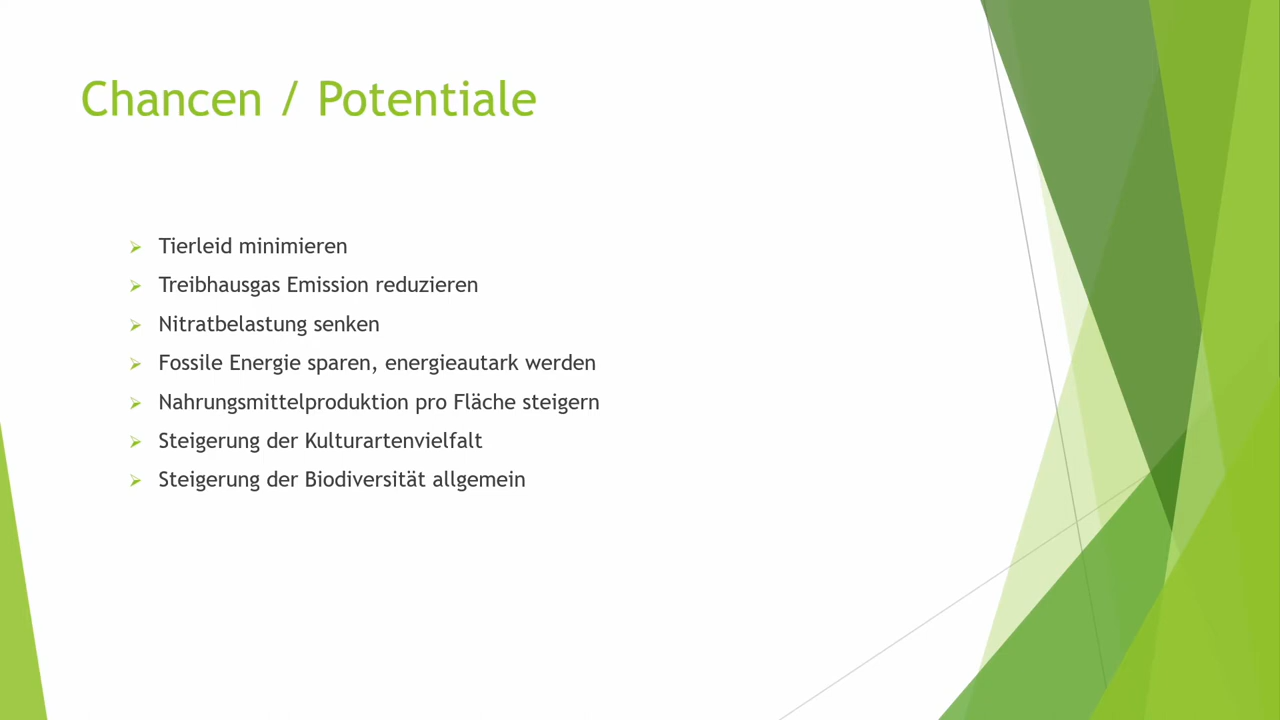 Chancen / Potentiale
Tierleid minimieren
Treibhausgas Emission reduzieren
Nitratbelastung senken
Fossile Energie sparen, energieautark werden
Nahrungsmittelproduktion pro Fläche steigern
Steigerung der Kulturartenvielfalt
Steigerung der Biodiversität allgemein